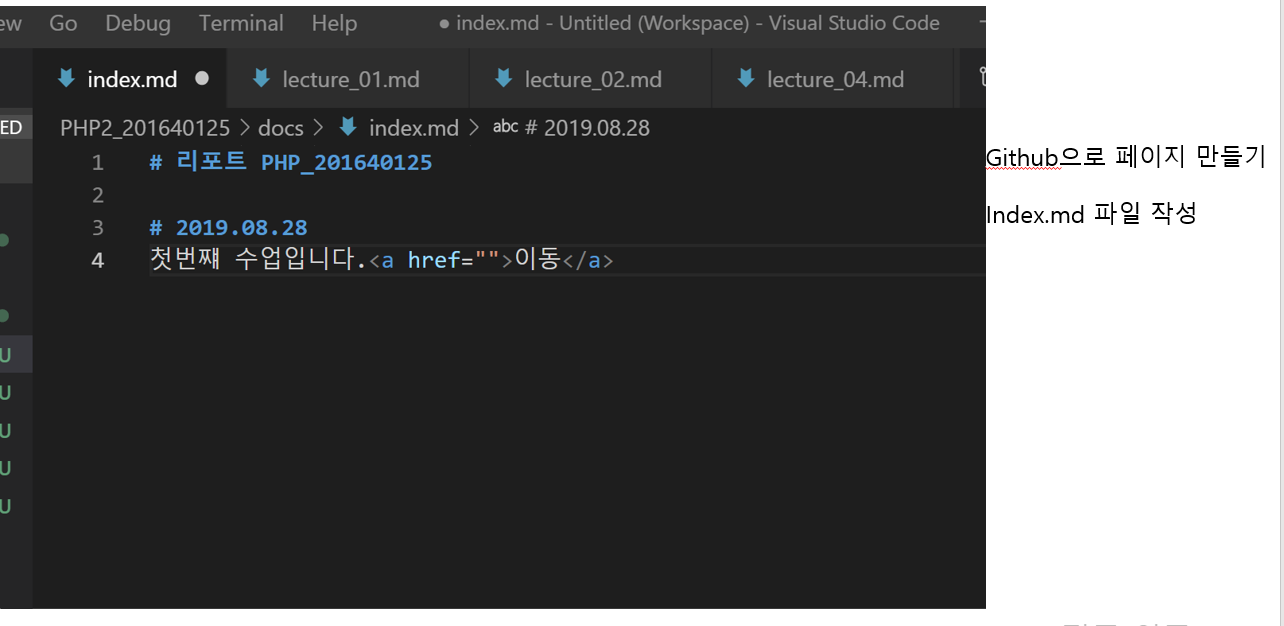 ew Go Debug Terminal Help ● index.md - Untitled (Workspace) - Visual Studio Code
index.md ● lecture_01.md lecture_02.md lecture_04.md
ED
PHP2_201640125 > docs > index.md > abc # 2019.08.28
1 # 리포트 PHP_201640125
2
3 # 2019.08.28
4 첫번째 수업입니다.<a href="">이동</a>
U
U
U
U
U
Github으로 페이지 만들기
Index.md 파일 작성